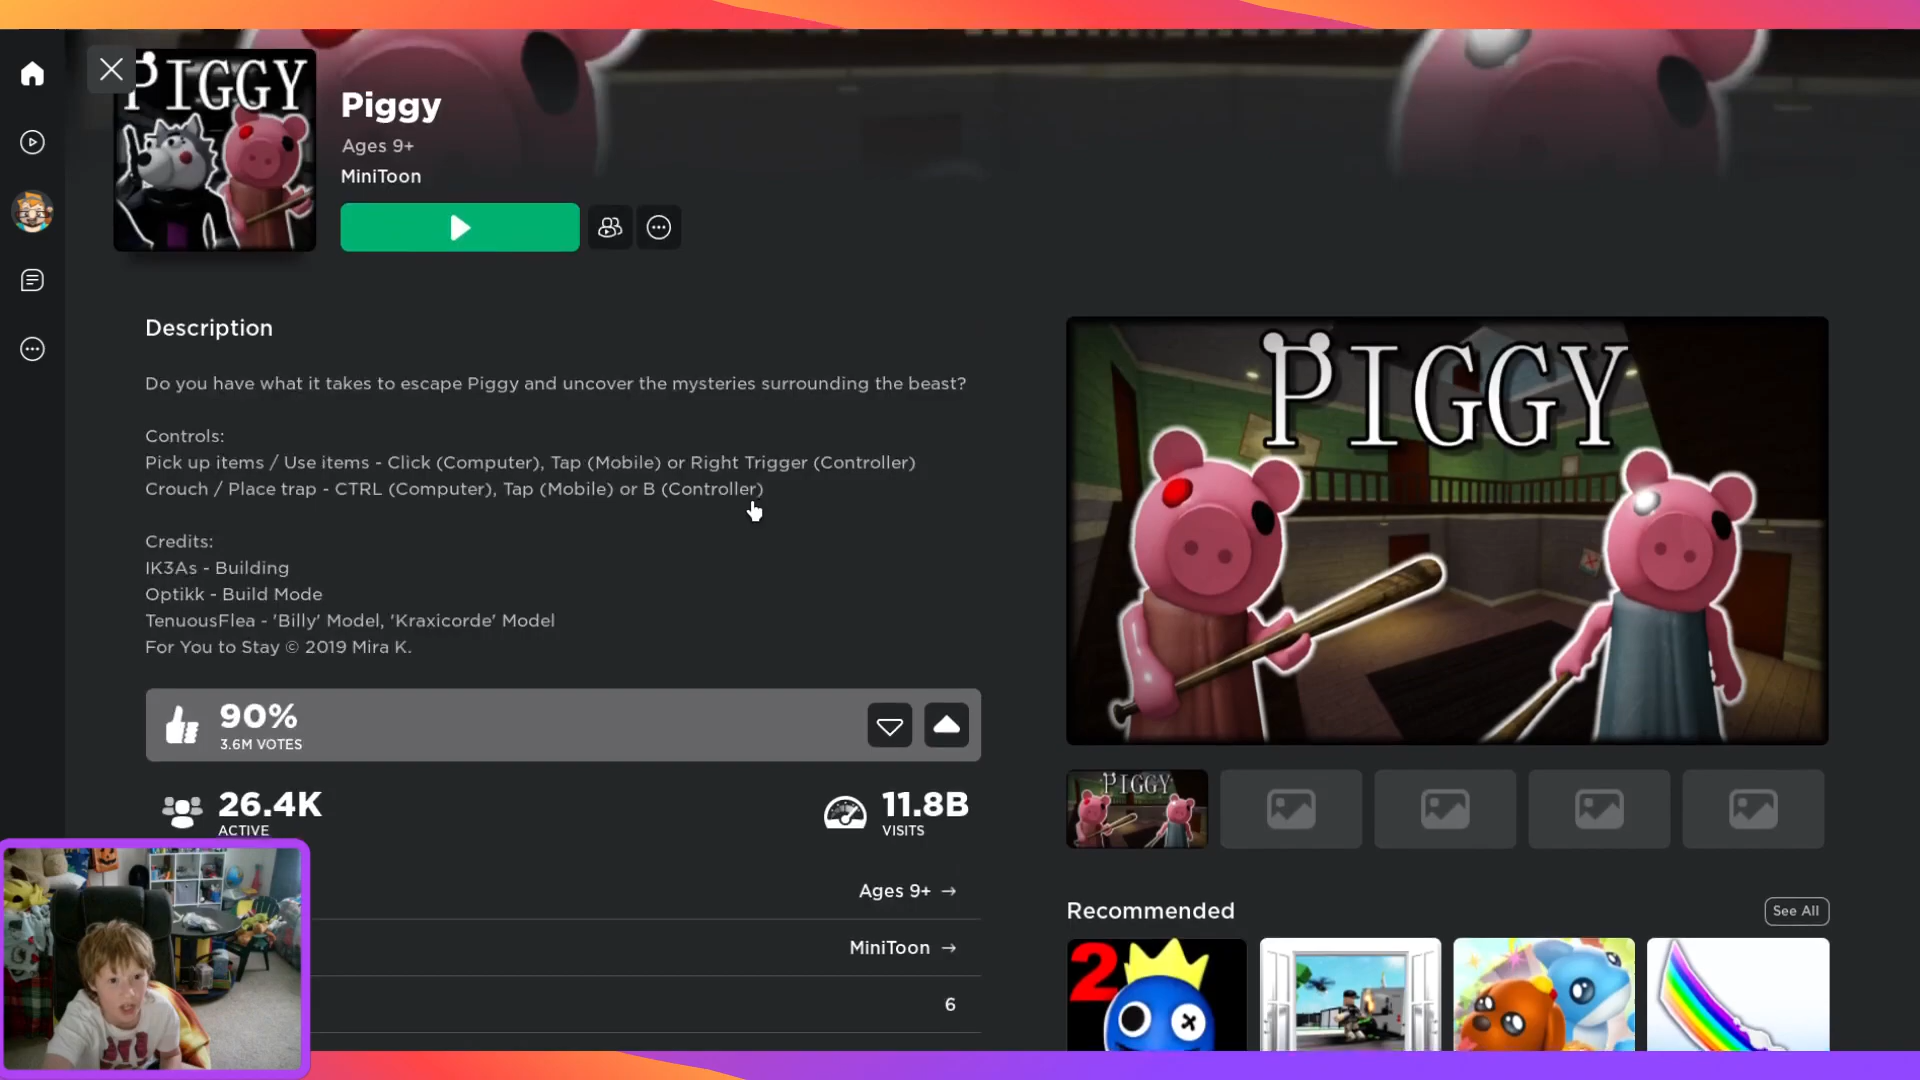 PIGGY
Piggy
Ages 9+
MiniToon
Description
Do you have what it takes to escape Piggy and uncover the mysteries surrounding the beast?
Controls:
Pick up items / Use items - Click (Computer), Tap (Mobile) or Right Trigger (Controller)
Crouch / Place trap - CTRL (Computer), Tap (Mobile) or B (Controller)
Credits:
IK3As - Building
Optikk - Build Mode
TenuousFlea - 'Billy' Model, 'Kraxicorde' Model
For You to Stay © 2019 Mira K.
90%
3.6M VOTES
26.4K
ACTIVE
11.8B
VISITS
Ages 9+ →
MiniToon →
6
PIGGY
PIGGY
Recommended
See All
2